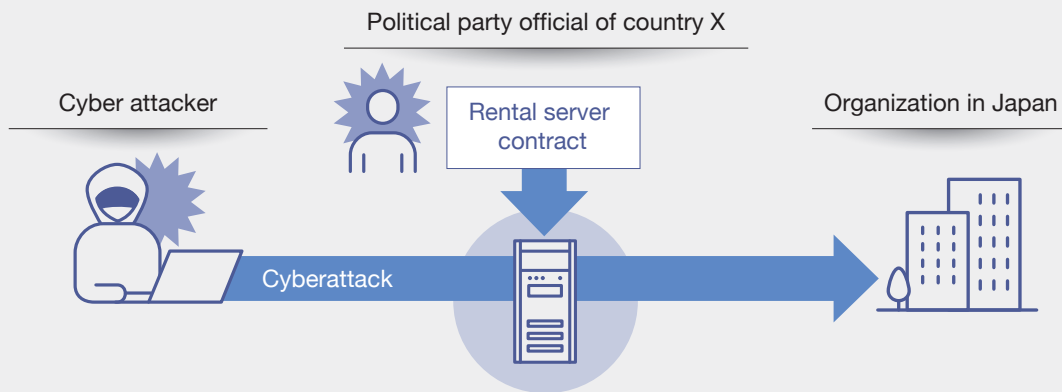 Political party official of country X
Cyber attacker
Rental server
contract
Organization in Japan
Cyberattack